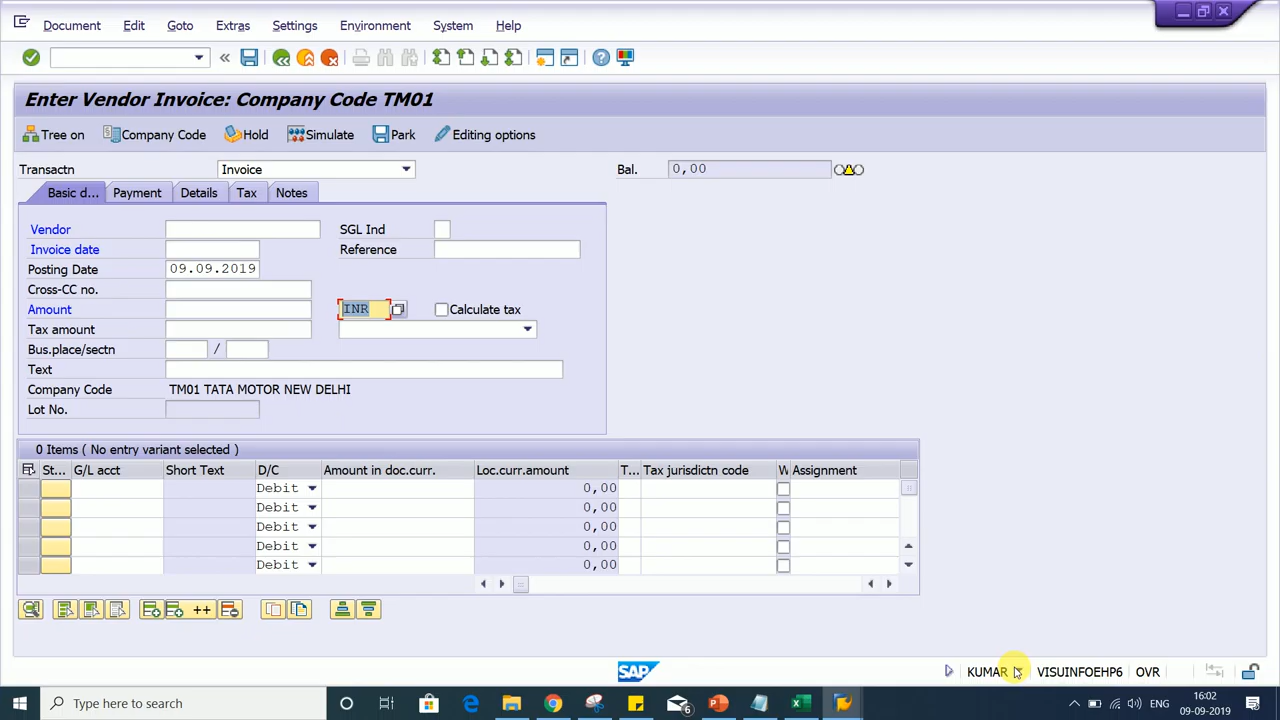 Document Edit Goto Extras Settings Environment System Help
Enter Vendor Invoice: Company Code TM01
Tree on Company Code Hold Simulate Park Editing options
Transactn Invoice Bal. 0,00
Basic d... Payment Details Tax Notes
Vendor SGL Ind
Invoice date Reference
Posting Date 09.09.2019
Cross-CC no.
Amount INR Calculate tax
Tax amount
Bus.place/sectn /
Text
Company Code TM01 TATA MOTOR NEW DELHI
Lot No.
0 Items ( No entry variant selected )
St... G/L acct Short Text D/C Amount in doc.curr. Loc.curr.amount T... Tax jurisdictn code W Assignment
Debit 0,00
Debit 0,00
Debit 0,00
Debit 0,00
Debit 0,00
SAP KUMAR VISUINFOEHP6 OVR
Type here to search 6 ENG 16:02
09-09-2019